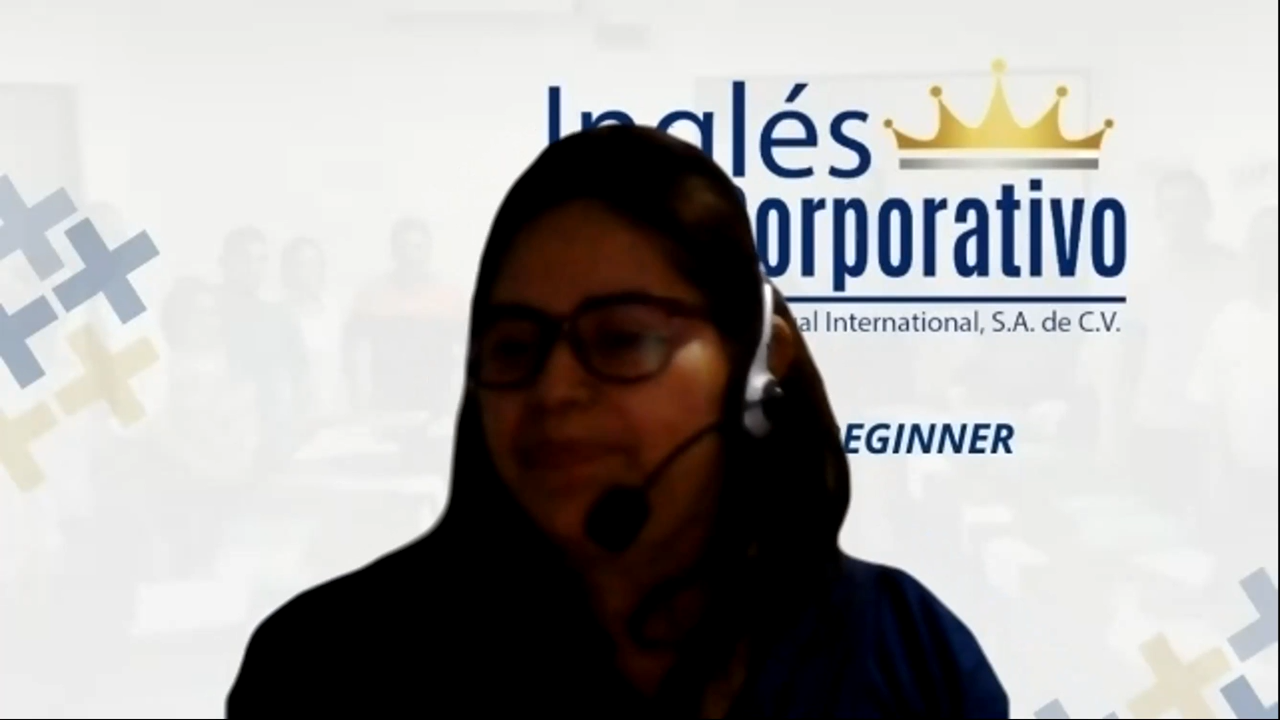 Inglés
orporativo
al International, S.A. de C.V.
EGINNER